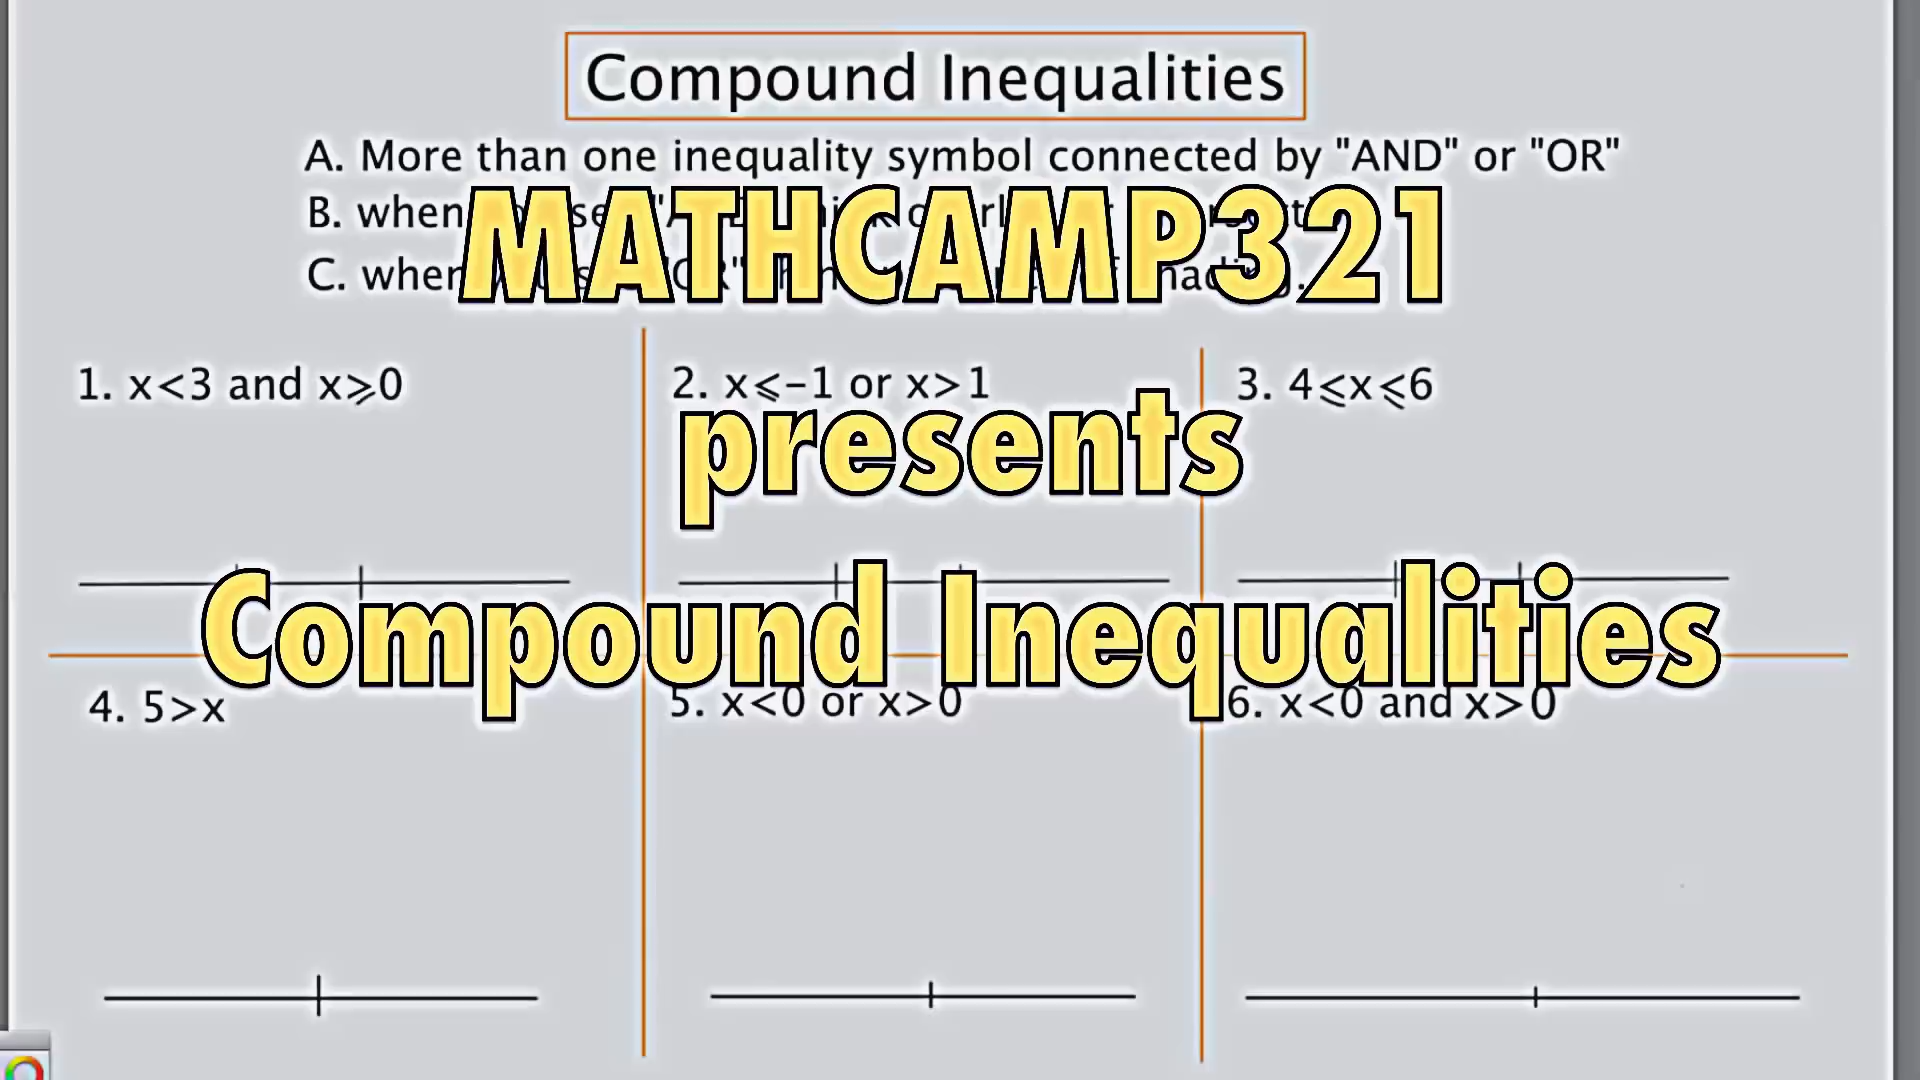 Compound Inequalities
A. More than one inequality symbol connected by "AND" or "OR"
B. when
C. when
MATHCAMP321
presents
Compound Inequalities
1. x<3 and x⩾0
2. x⩽-1 or x>1
3. 4⩽x⩽6
4. 5>x
5. x<0 or x>0
6. x<0 and x>0